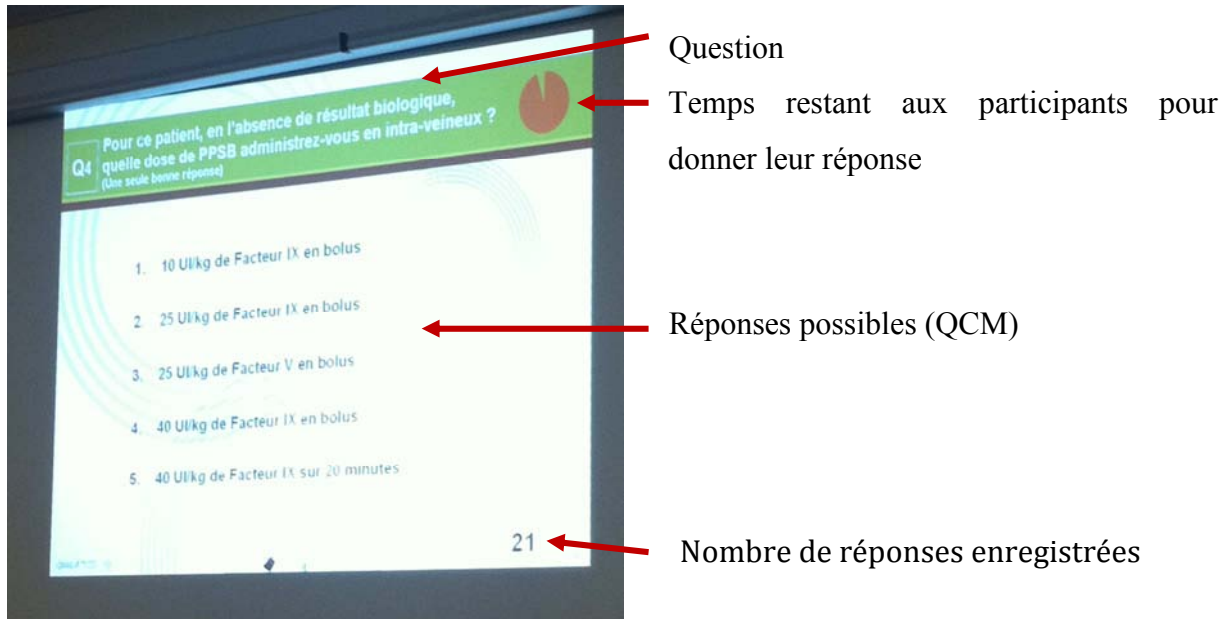 Pour ce patient, en l'absence de résultat biologique,
Q4 quelle dose de PPSB administrez-vous en intra-veineux ?
(Une seule bonne réponse)
1. 10 UI/kg de Facteur IX en bolus
2 25 UI/kg de Facteur IX en bolus
3. 25 UI/kg de Facteur V en bolus
4. 40 UI/kg de Facteur IX en bolus
5. 40 UI/kg de Facteur IX sur 20 minutes
21
Question
Temps restant aux participants pour
donner leur réponse
Réponses possibles (QCM)
Nombre de réponses enregistrées